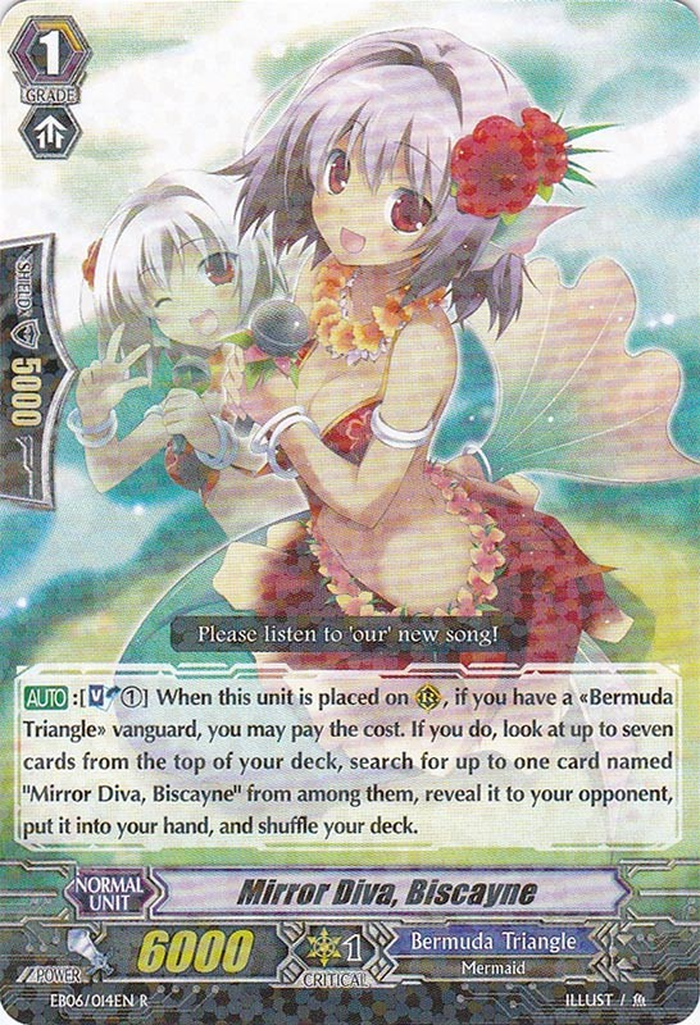 1
GRADE
SHIELD
5000
Please listen to 'our' new song!
AUTO :[V ①] When this unit is placed on R, if you have a «Bermuda
Triangle» vanguard, you may pay the cost. If you do, look at up to seven
cards from the top of your deck, search for up to one card named
"Mirror Diva, Biscayne" from among them, reveal it to your opponent,
put it into your hand, and shuffle your deck.
NORMAL
UNIT
Mirror Diva, Biscayne
POWER
6000
1
CRITICAL
Bermuda Triangle
Mermaid
EB06/014EN R
ILLUST / 魚